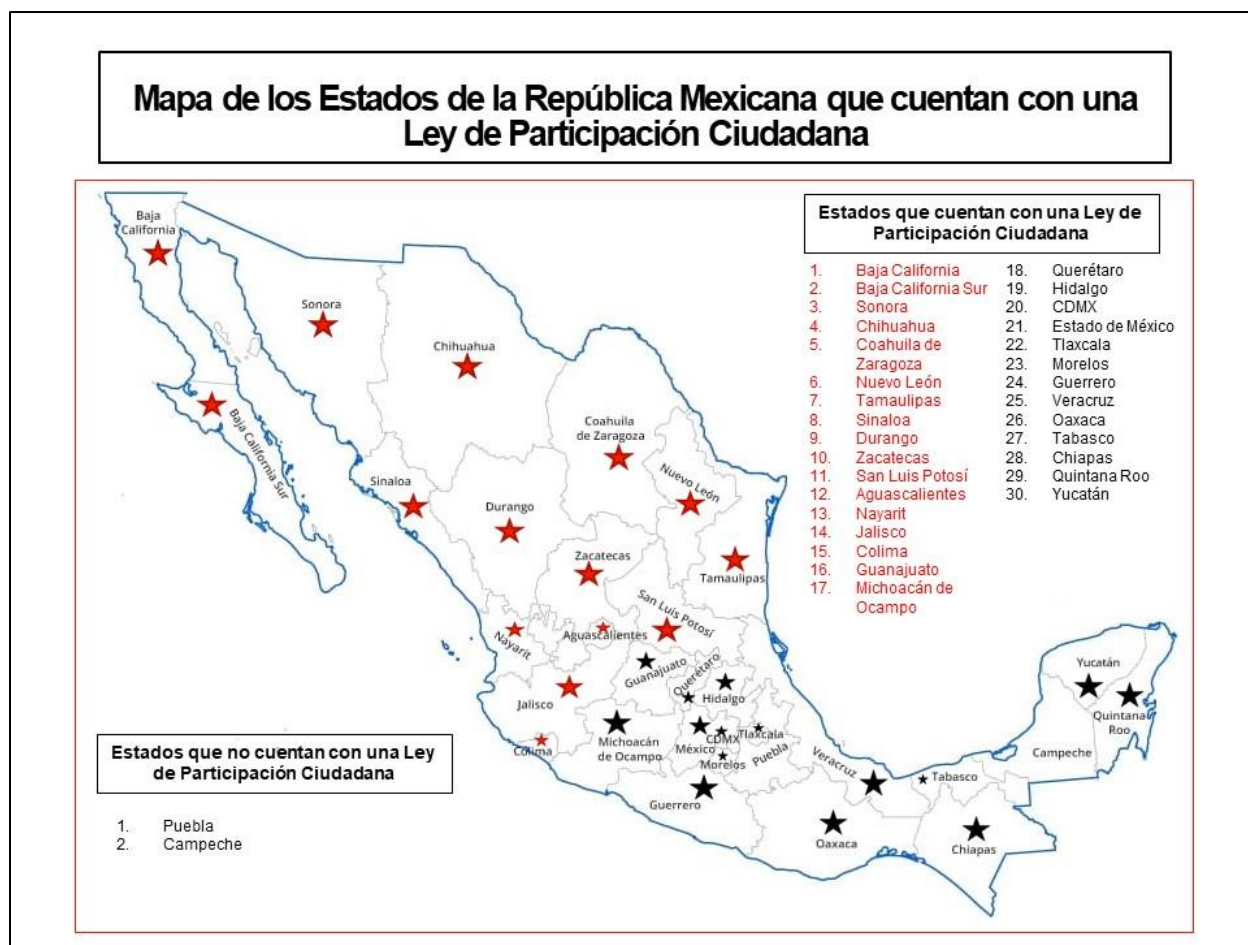 Mapa de los Estados de la República Mexicana que cuentan con una
Ley de Participación Ciudadana
Estados que cuentan con una Ley de
Participación Ciudadana
1. Baja California
2. Baja California Sur
3. Sonora
4. Chihuahua
5. Coahuila de
Zaragoza
6. Nuevo León
7. Tamaulipas
8. Sinaloa
9. Durango
10. Zacatecas
11. San Luis Potosí
12. Aguascalientes
13. Nayarit
14. Jalisco
15. Colima
16. Guanajuato
17. Michoacán de
Ocampo
18. Querétaro
19. Hidalgo
20. CDMX
21. Estado de México
22. Tlaxcala
23. Morelos
24. Guerrero
25. Veracruz
26. Oaxaca
27. Tabasco
28. Chiapas
29. Quintana Roo
30. Yucatán
Baja
California
Sonora
Chihuahua
Baja California Sur
Coahuila
de Zaragoza
Nuevo León
Sinaloa
Durango
Zacatecas
Tamaulipas
San Luis Potosí
Nayarit
Aguascalientes
Guanajuato
Querétaro
Hidalgo
Jalisco
Colima
Michoacán
de Ocampo
México
CDMX
Tlaxcala
Morelos
Puebla
Guerrero
Veracruz
Oaxaca
Tabasco
Chiapas
Yucatán
Quintana
Roo
Campeche
Estados que no cuentan con una Ley
de Participación Ciudadana
1. Puebla
2. Campeche